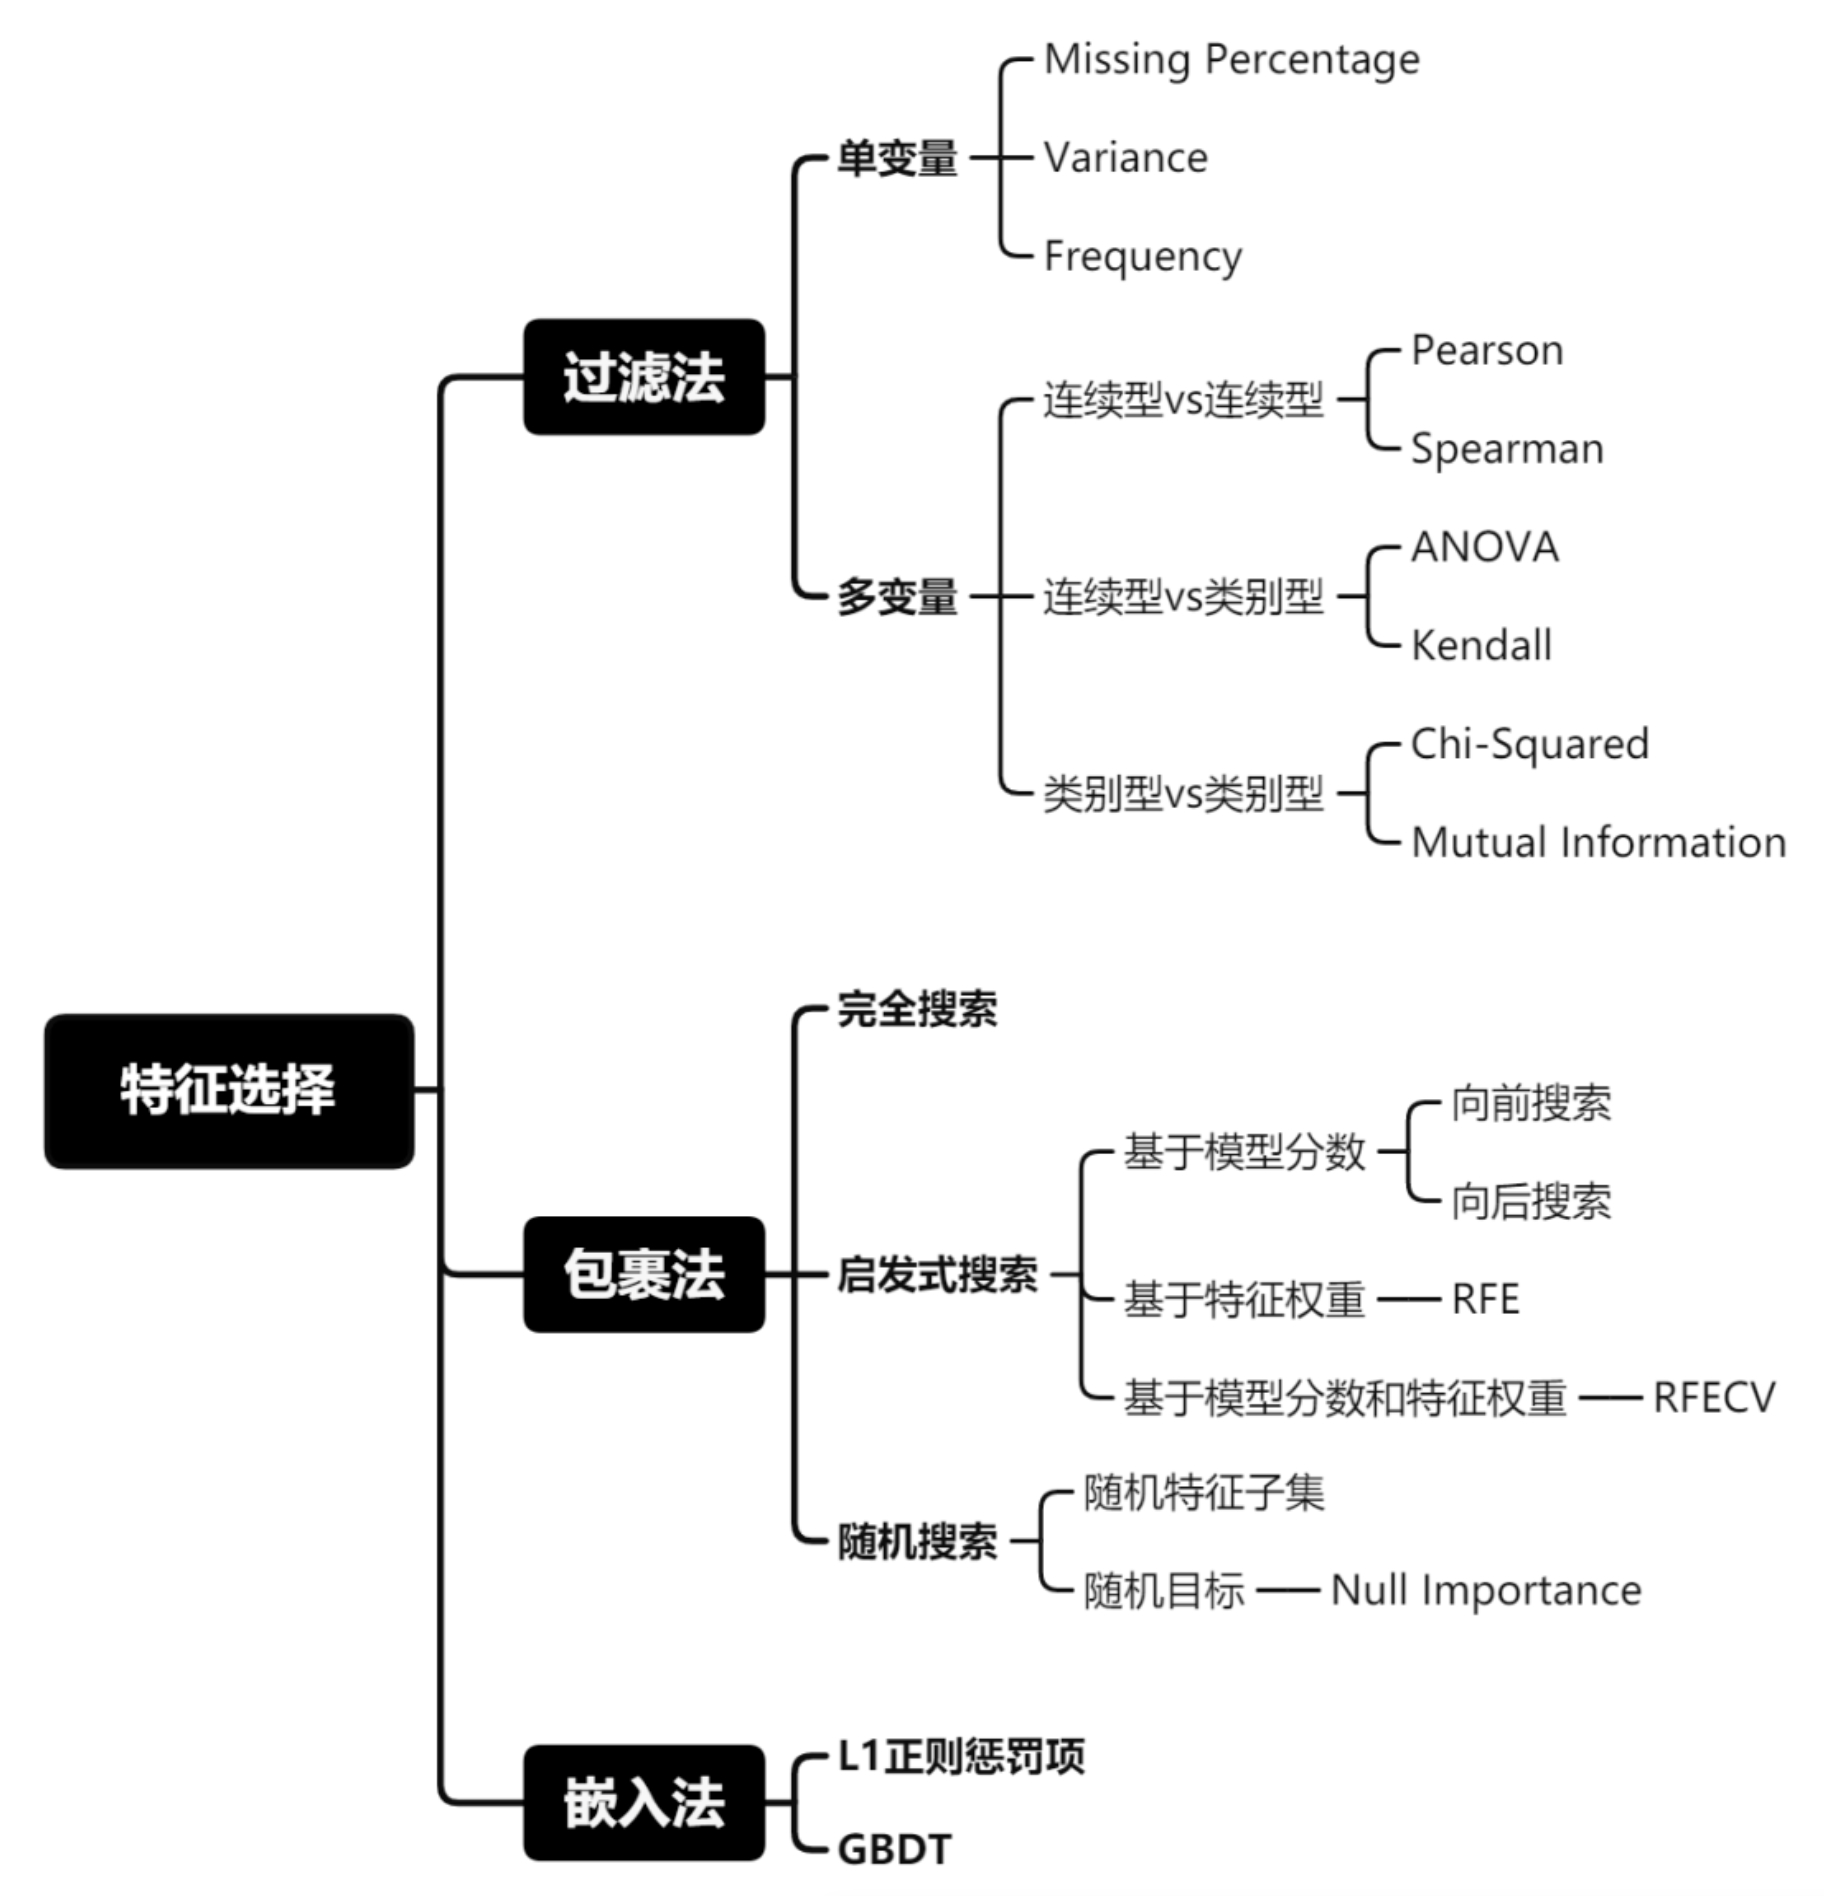 Missing Percentage
单变量
Variance
Frequency
过滤法
Pearson
连续型vs连续型
Spearman
ANOVA
多变量
连续型vs类别型
Kendall
Chi-Squared
类别型vs类别型
Mutual Information
特征选择
完全搜索
向前搜索
基于模型分数
向后搜索
包裹法
启发式搜索
基于特征权重
RFE
基于模型分数和特征权重
RFECV
随机特征子集
随机搜索
随机目标
Null Importance
L1正则惩罚项
嵌入法
GBDT